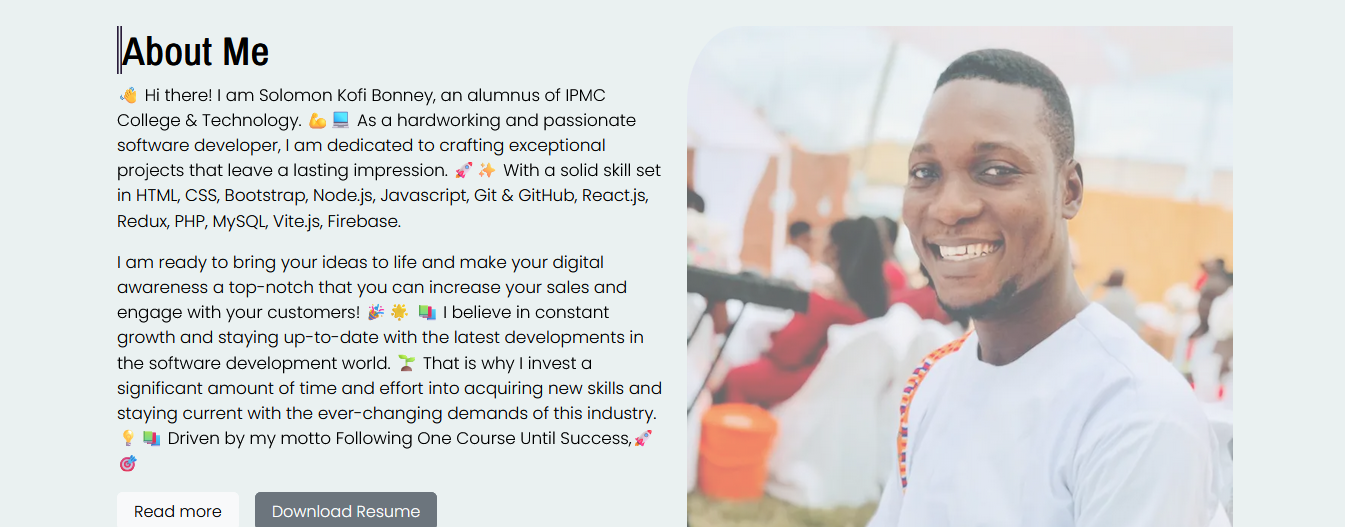 About Me
👋 Hi there! I am Solomon Kofi Bonney, an alumnus of IPMC
College & Technology. 💪 💻 As a hardworking and passionate
software developer, I am dedicated to crafting exceptional
projects that leave a lasting impression. 🚀 ✨ With a solid skill set
in HTML, CSS, Bootstrap, Node.js, Javascript, Git & GitHub, React.js,
Redux, PHP, MySQL, Vite.js, Firebase.
I am ready to bring your ideas to life and make your digital
awareness a top-notch that you can increase your sales and
engage with your customers! 🎉 🌟 📚 I believe in constant
growth and staying up-to-date with the latest developments in
the software development world. 🌱 That is why I invest a
significant amount of time and effort into acquiring new skills and
staying current with the ever-changing demands of this industry.
💡 📚 Driven by my motto Following One Course Until Success,🚀
🎯
Read more
Download Resume